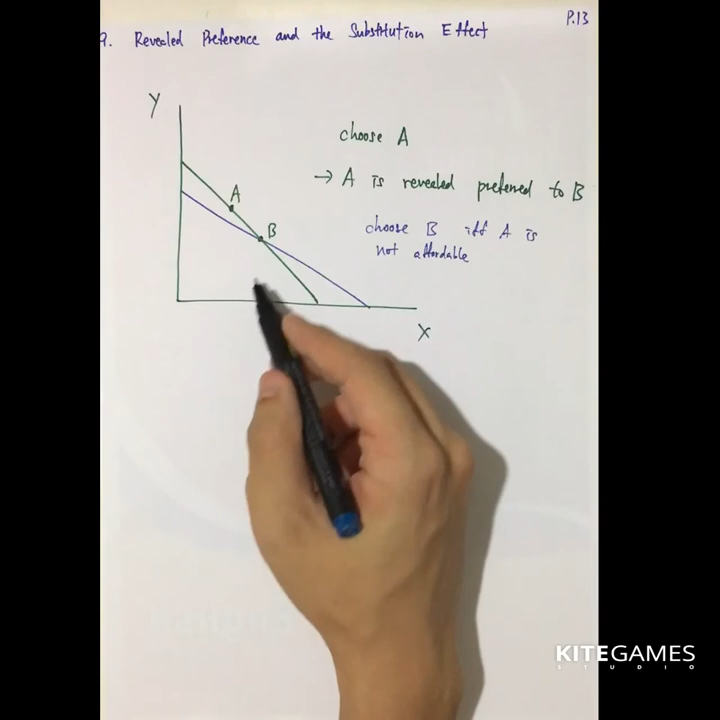 9. Revealed Preference and the Substitution Effect
P.13
Y
choose A
→ A is revealed preferred to B
A
choose B iff A is
not affordable
B
X
KITEGAMES
STUDIO